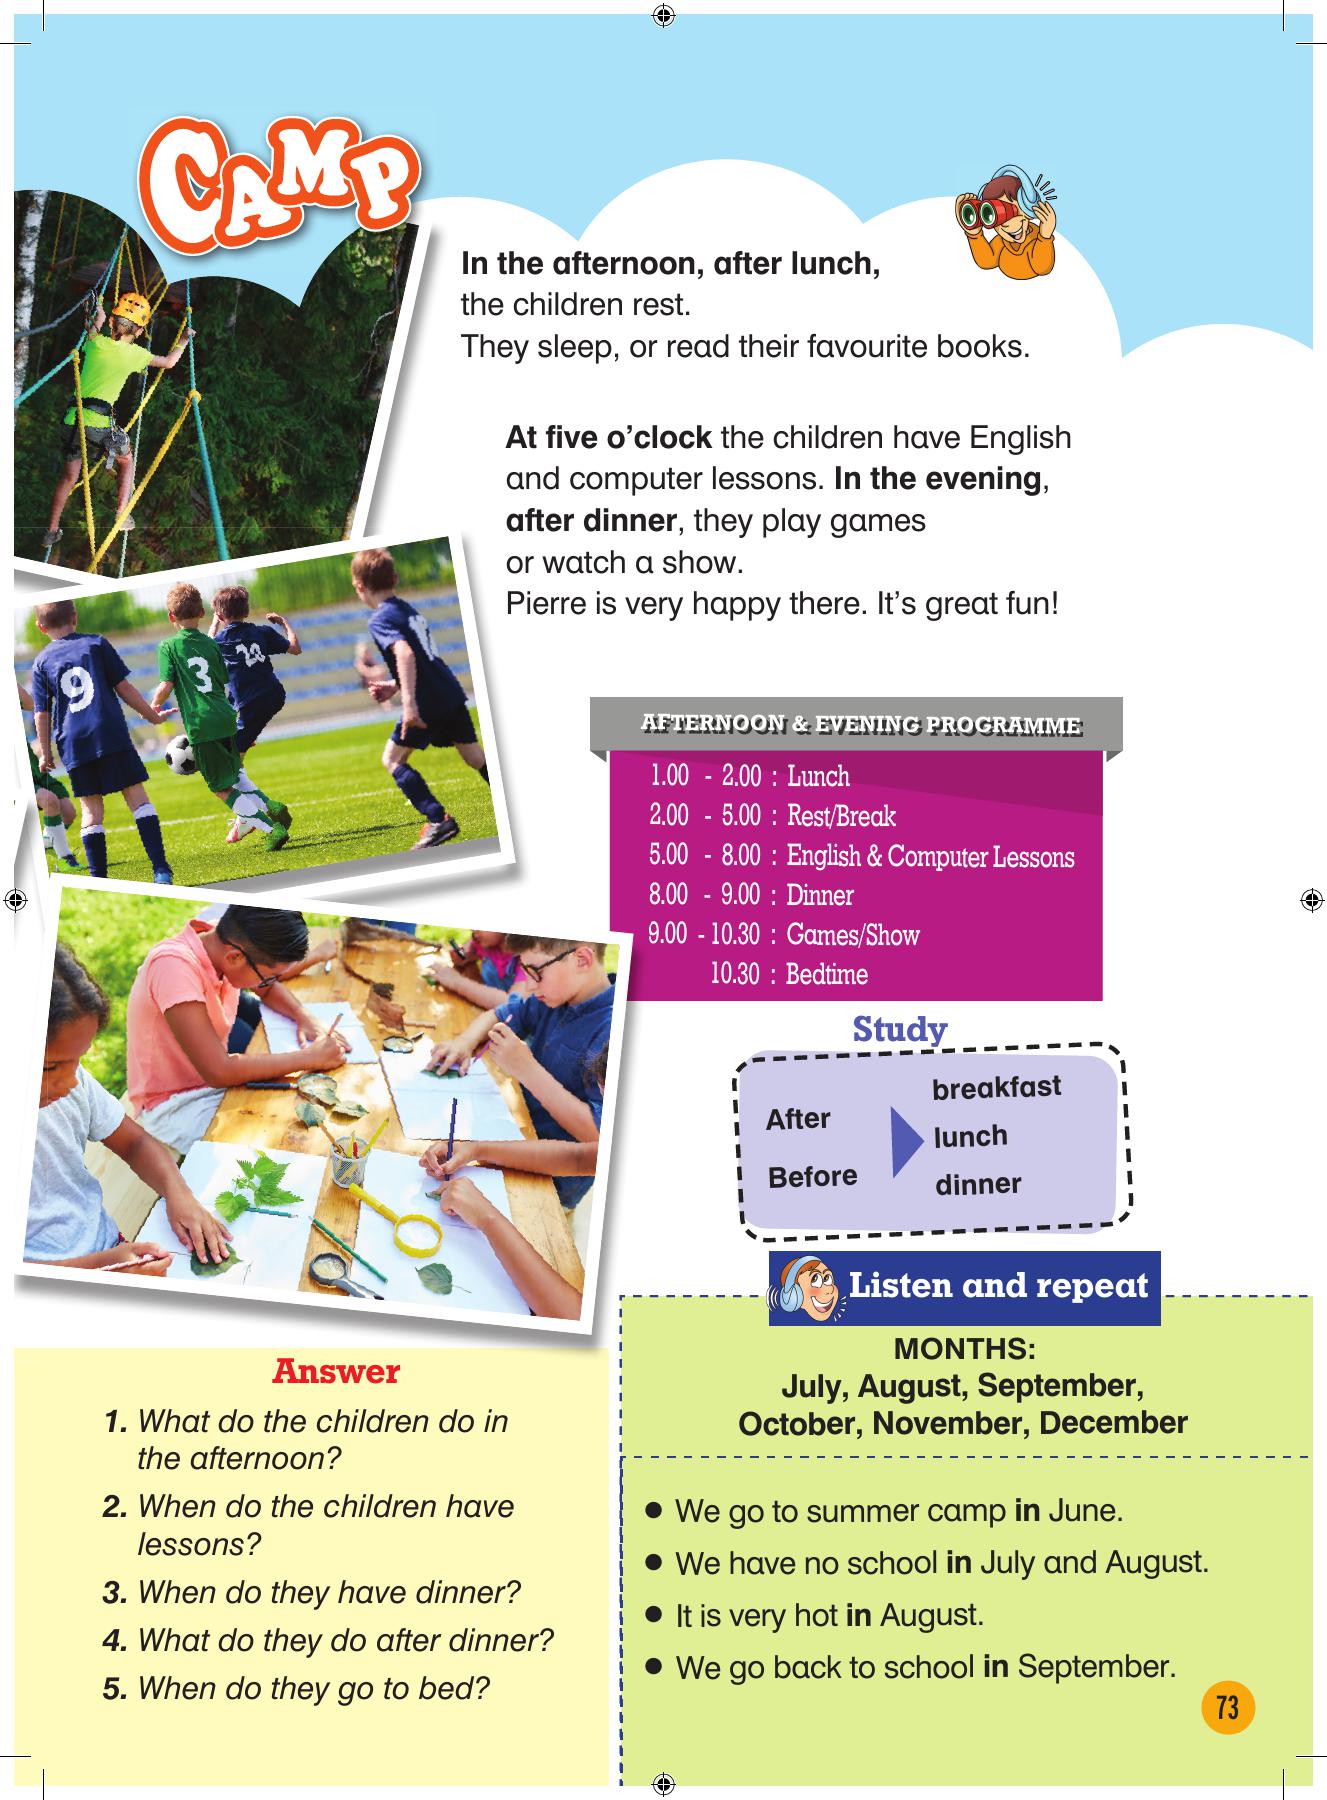 CAMP
In the afternoon, after lunch,
the children rest.
They sleep, or read their favourite books.
At five o’clock the children have English
and computer lessons. In the evening,
after dinner, they play games
or watch a show.
Pierre is very happy there. It’s great fun!
9
3
AFTERNOON & EVENING PROGRAMME
1.00 - 2.00 : Lunch
2.00 - 5.00 : Rest/Break
5.00 - 8.00 : English & Computer Lessons
8.00 - 9.00 : Dinner
9.00 - 10.30 : Games/Show
10.30 : Bedtime
Study
After
Before
breakfast
lunch
dinner
Answer
1. What do the children do in
the afternoon?
2. When do the children have
lessons?
3. When do they have dinner?
4. What do they do after dinner?
5. When do they go to bed?
Listen and repeat
MONTHS:
July, August, September,
October, November, December
● We go to summer camp in June.
● We have no school in July and August.
● It is very hot in August.
● We go back to school in September.
73